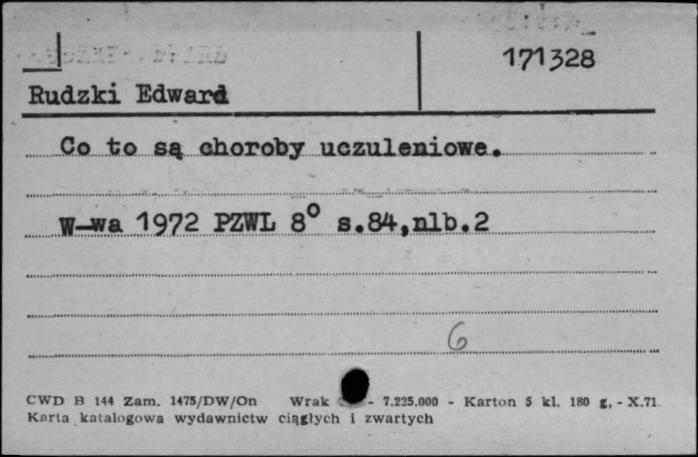 171328
Rudzki Edward
Co to są choroby uczuleniowe.
W-wa 1972 PZWL 8° s.84,nlb.2
6
CWD B 144 Zam. 1475/DW/On Wrak - 7.225.000 - Karton 5 kl. 180 g. - X.71
Karta katalogowa wydawnictw ciągłych i zwartych